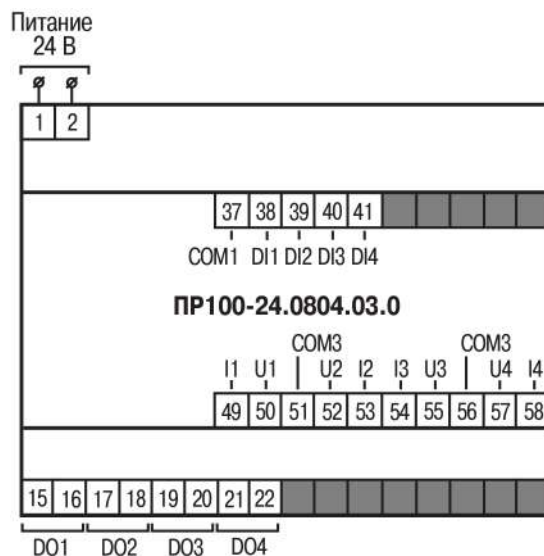 Питание
24 В
1 2
37 38 39 40 41
COM1 DI1 DI2 DI3 DI4
ПР100-24.0804.03.0
COM3 COM3
I1 U1 U2 I2 I3 U3 U4 I4
49 50 51 52 53 54 55 56 57 58
15 16 17 18 19 20 21 22
DO1 DO2 DO3 DO4